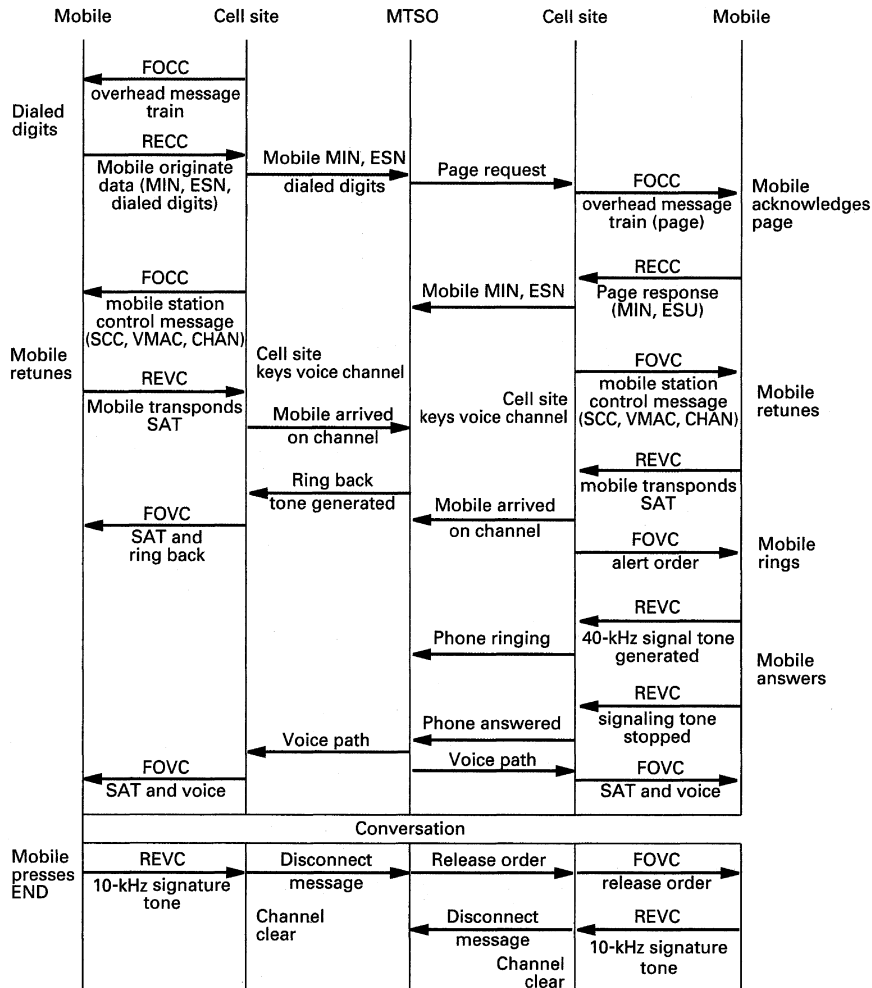 Mobile
Cell site
MTSO
Cell site
Mobile
FOCC
overhead message
train
Dialed
digits
RECC
Mobile originate
data (MIN, ESN,
dialed digits)
Mobile MIN, ESN
dialed digits
Page request
FOCC
overhead message
train (page)
Mobile
acknowledges
page
RECC
Page response
(MIN, ESU)
Mobile MIN, ESN
FOCC
mobile station
control message
(SCC, VMAC, CHAN)
Mobile
retunes
Cell site
keys voice channel
REVC
Mobile transponds
SAT
Mobile arrived
on channel
Cell site
keys voice channel
FOVC
mobile station
control message
(SCC, VMAC, CHAN)
Mobile
retunes
REVC
mobile transponds
SAT
Ring back
tone generated
Mobile arrived
on channel
FOVC
SAT and
ring back
FOVC
alert order
Mobile
rings
REVC
40-kHz signal tone
generated
Phone ringing
Mobile
answers
REVC
signaling tone
stopped
Phone answered
Voice path
Voice path
FOVC
SAT and voice
FOVC
SAT and voice
Conversation
Mobile
presses
END
REVC
10-kHz signature
tone
Disconnect
message
Release order
FOVC
release order
Channel
clear
Disconnect
message
REVC
10-kHz signature
tone
Channel
clear